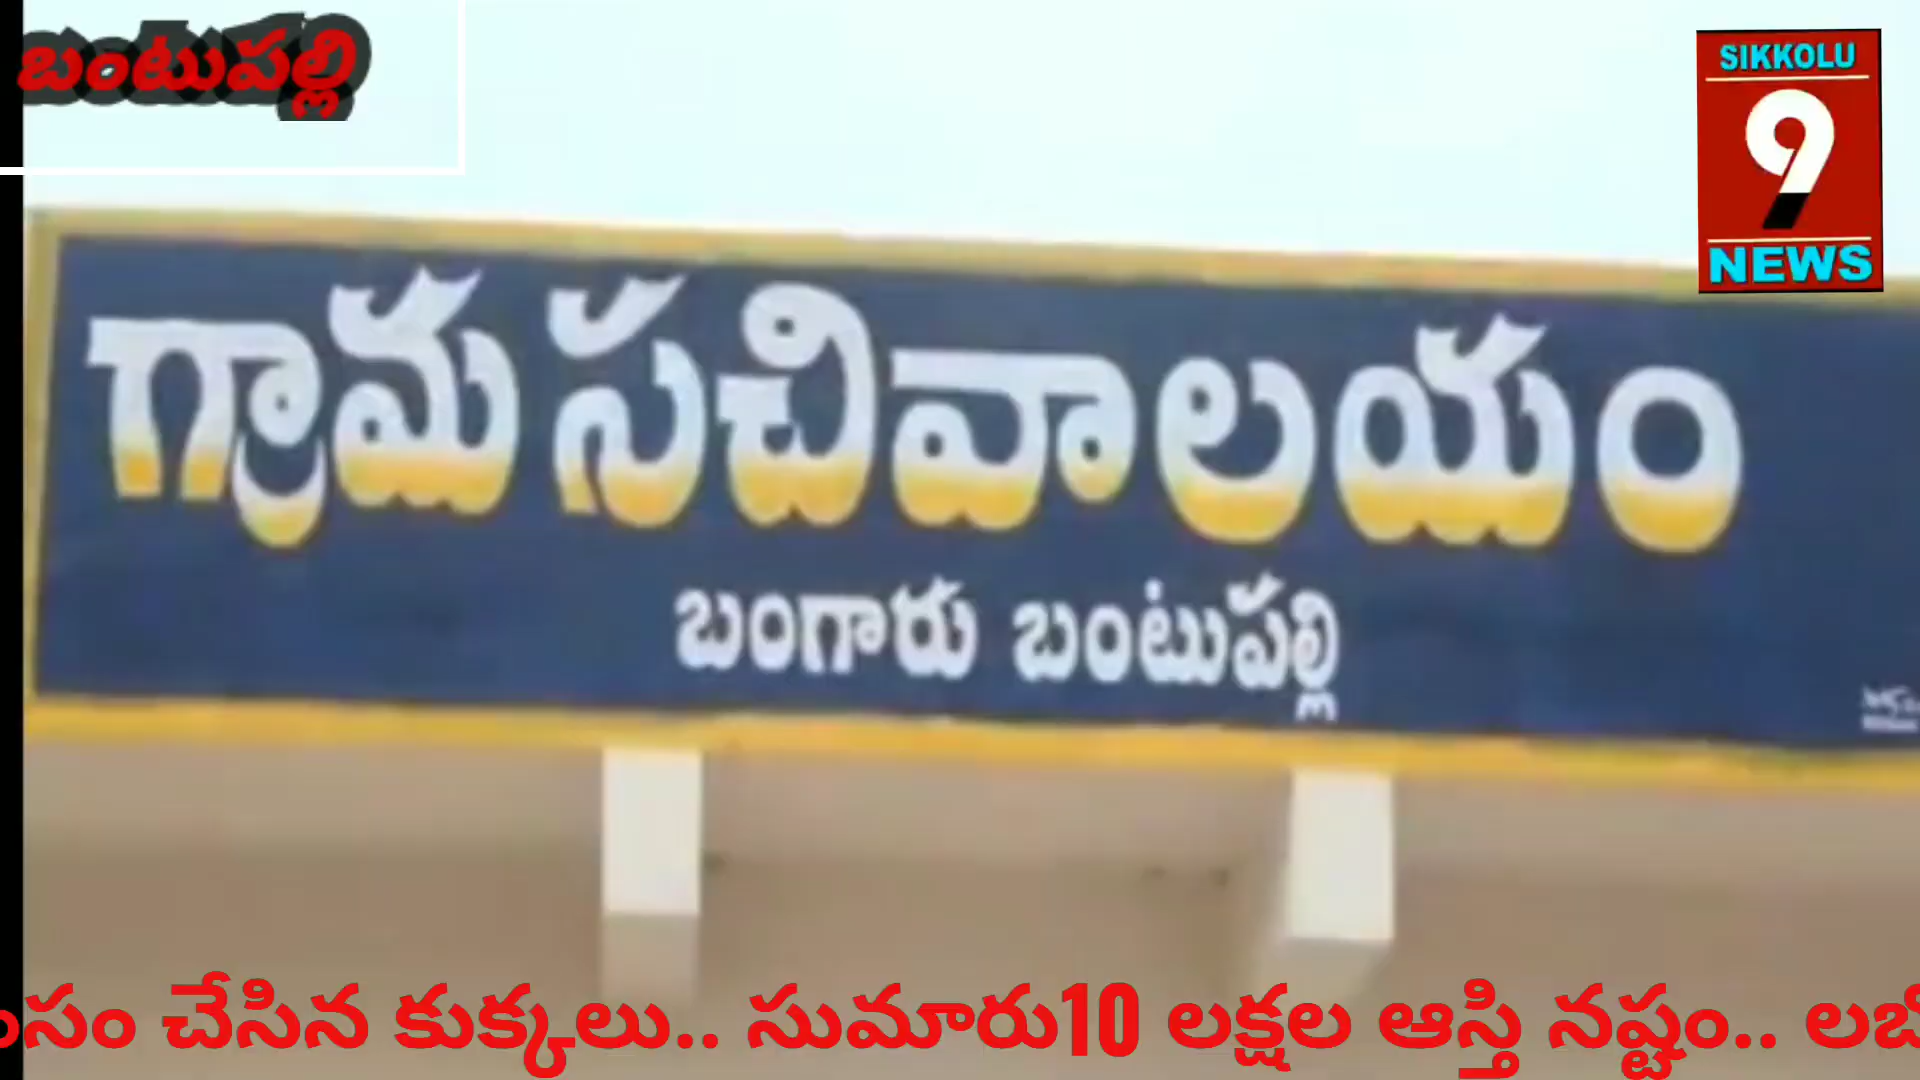 బంటుపల్లి
SIKKOLU
9
NEWS
గ్రామ సచివాలయం
బంగారు బంటుపల్లి
చేసిన కుక్కలు.. సుమారు10 లక్షల ఆస్తి నష్టం..